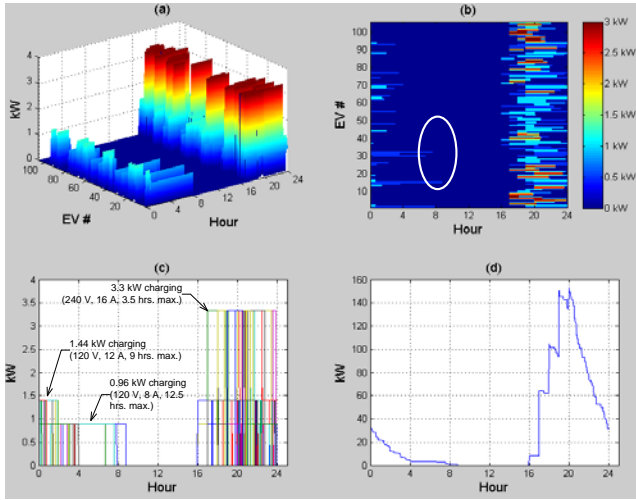 (a)
4
3
2
1
0
kW
100
80
60
40
20
0
EV #
0
4
8
12
16
20
24
Hour
(b)
100
90
80
70
60
50
40
30
20
10
EV #
0
4
8
12
16
20
24
Hour
3 kW
2 kW
2 kW
1 kW
1 kW
0 kW
0 kW
(c)
4
3.5
3
2.5
2
1.5
1
0.5
0
kW
3.3 kW charging
(240 V, 16 A, 3.5 hrs. max.)
1.44 kW charging
(120 V, 12 A, 9 hrs. max.)
0.96 kW charging
(120 V, 8 A, 12.5
hrs. max.)
0
4
8
12
16
20
24
Hour
(d)
160
140
120
100
80
60
40
20
0
kW
0
4
8
12
16
20
24
Hour